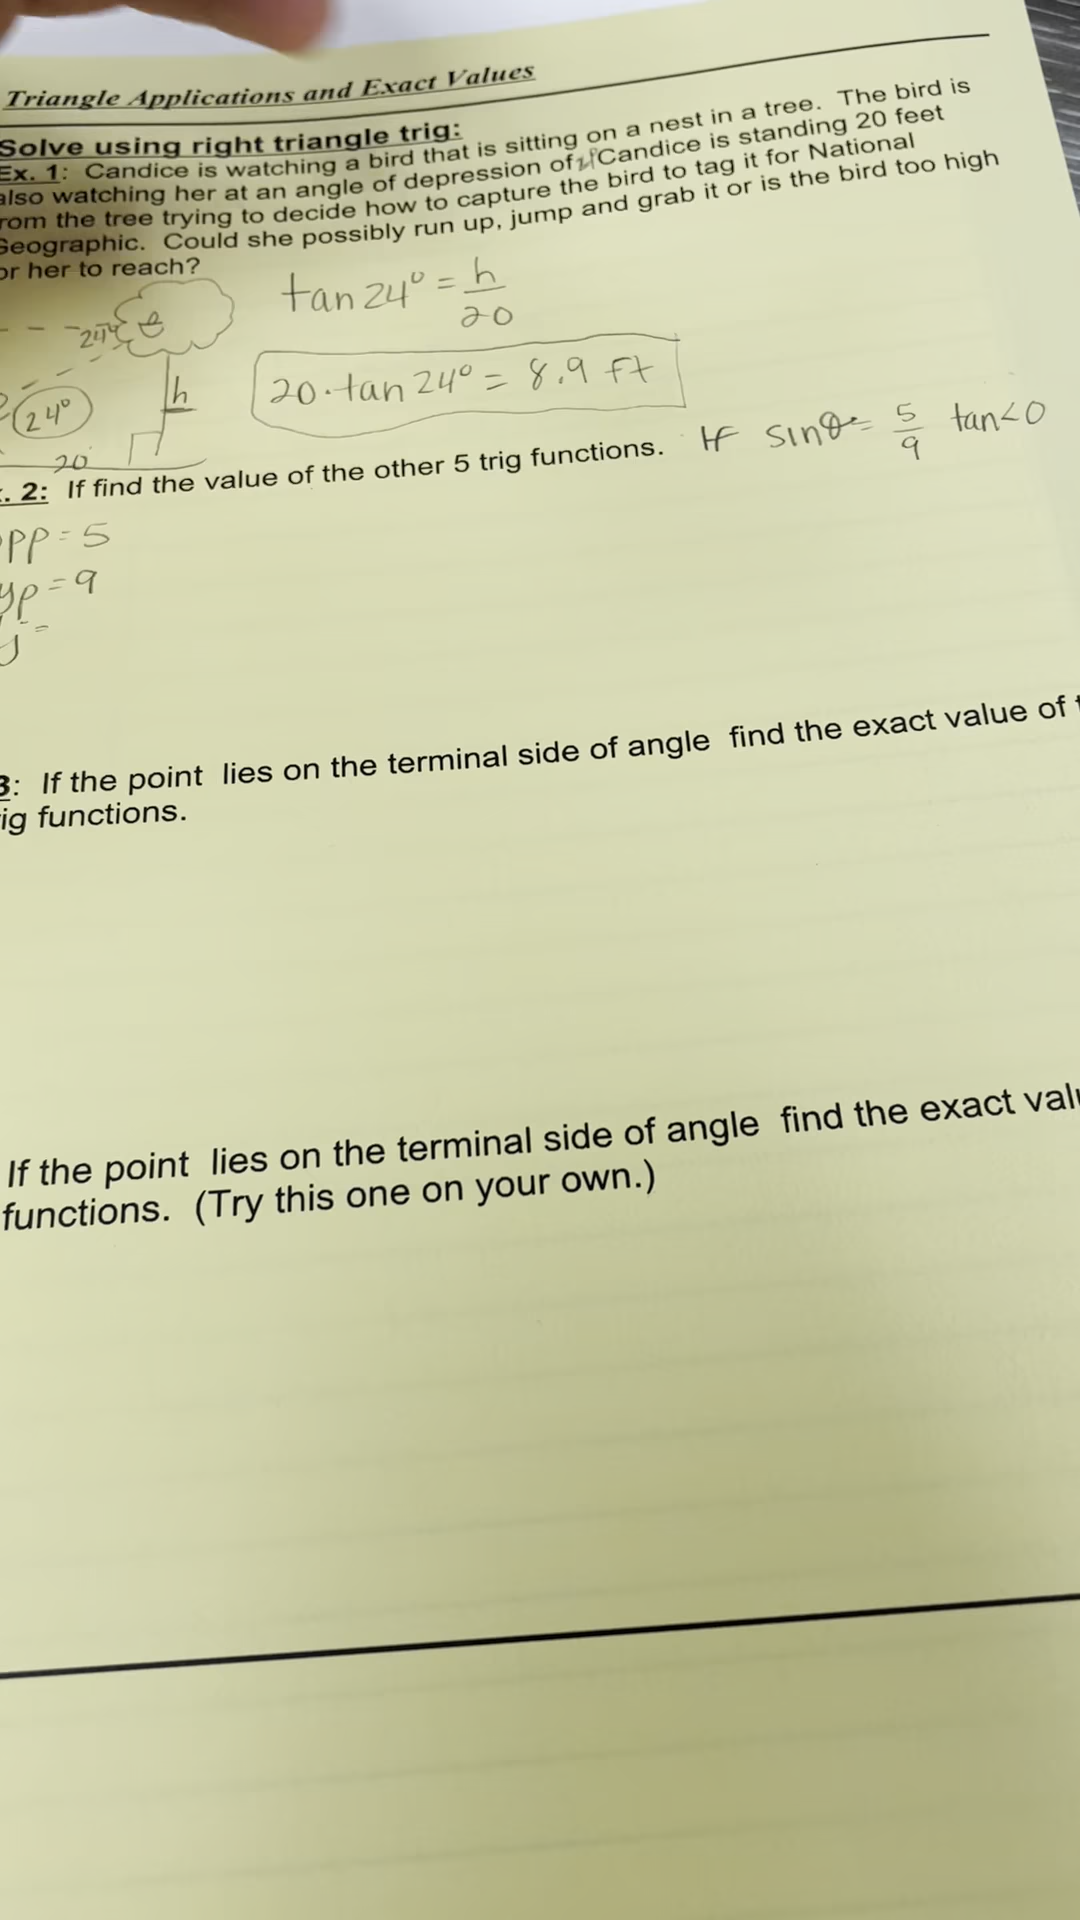 Triangle Applications and Exact Values
Solve using right triangle trig:
Ex. 1: Candice is watching a bird that is sitting on a nest in a tree. The bird is
also watching her at an angle of depression of Candice is standing 20 feet
rom the tree trying to decide how to capture the bird to tag it for National
Geographic. Could she possibly run up, jump and grab it or is the bird too high
or her to reach?
tan 24° = h/20
24°
h
20·tan 24° = 8.9 ft
24°
20
. 2: If find the value of the other 5 trig functions. If sinθ = 5/9 tan<0
pp = 5
yp = 9
=
3: If the point lies on the terminal side of angle find the exact value of t
ig functions.
If the point lies on the terminal side of angle find the exact valu
functions. (Try this one on your own.)